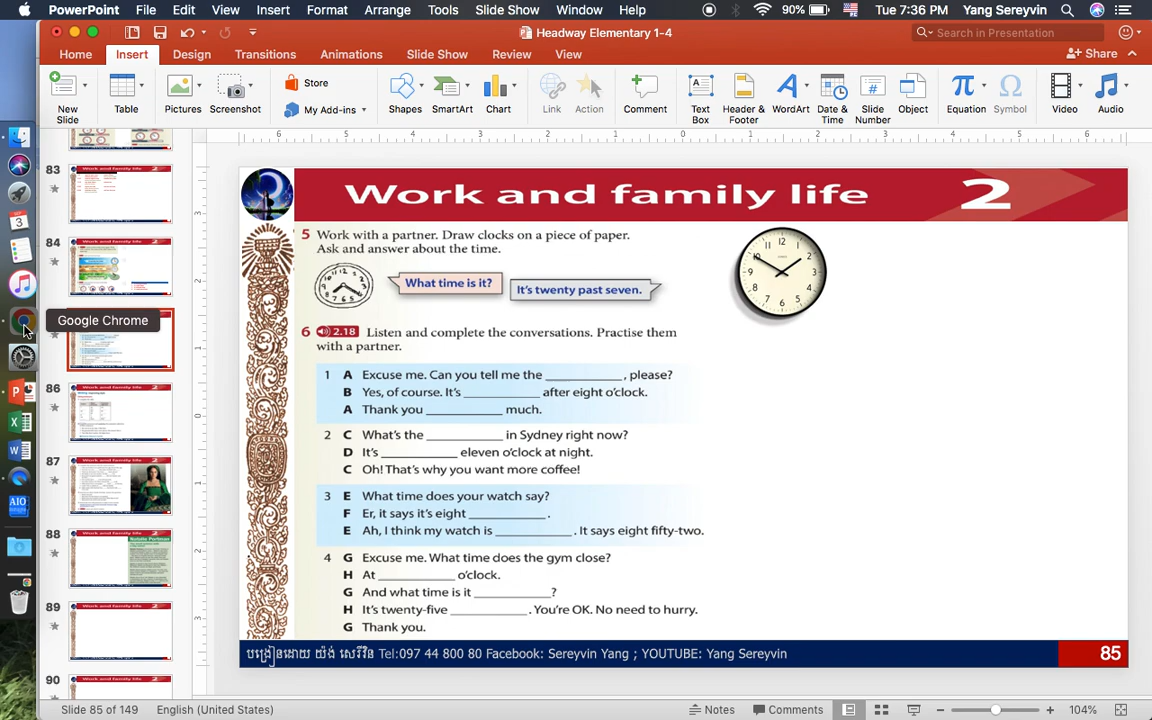 PowerPoint File Edit View Insert Format Arrange Tools Slide Show Window Help 90% Tue 7:36 PM Yang Sereyvin
Headway Elementary 1-4
Search in Presentation
Home Insert Design Transitions Animations Slide Show Review View
Share
Store
My Add-ins
New Slide
Table
Pictures
Screenshot
Shapes
SmartArt
Chart
Link
Action
Comment
Text Box
Header & Footer
WordArt
Date & Time
Slide Number
Object
Equation
Symbol
Video
Audio
Google Chrome
83
84
86
87
88
89
90
Work and family life 2
5 Work with a partner. Draw clocks on a piece of paper.
Ask and answer about the time.
What time is it?
It's twenty past seven.
6 2.18 Listen and complete the conversations. Practise them
with a partner.
1 A Excuse me. Can you tell me the ___________, please?
B Yes, of course. It's ___________ after eight o'clock.
A Thank you ___________ much.
2 C What's the ___________ in Sydney right now?
D It's ___________ eleven o'clock at night.
C Oh! That's why you want more coffee!
3 E What time does your watch say?
F Er, it says it's eight ___________.
E Ah, I think my watch is ___________. It says eight fifty-two.
4 G Excuse me. What time does the gym close?
H At ___________ o'clock.
G And what time is it ___________?
H It's twenty-five ___________. You're OK. No need to hurry.
G Thank you.
បង្រៀនដោយ យ៉ង់ សេរីវិន Tel:097 44 800 80 Facebook: Sereyvin Yang ; YOUTUBE: Yang Sereyvin
85
Slide 85 of 149 English (United States) Notes Comments 104%